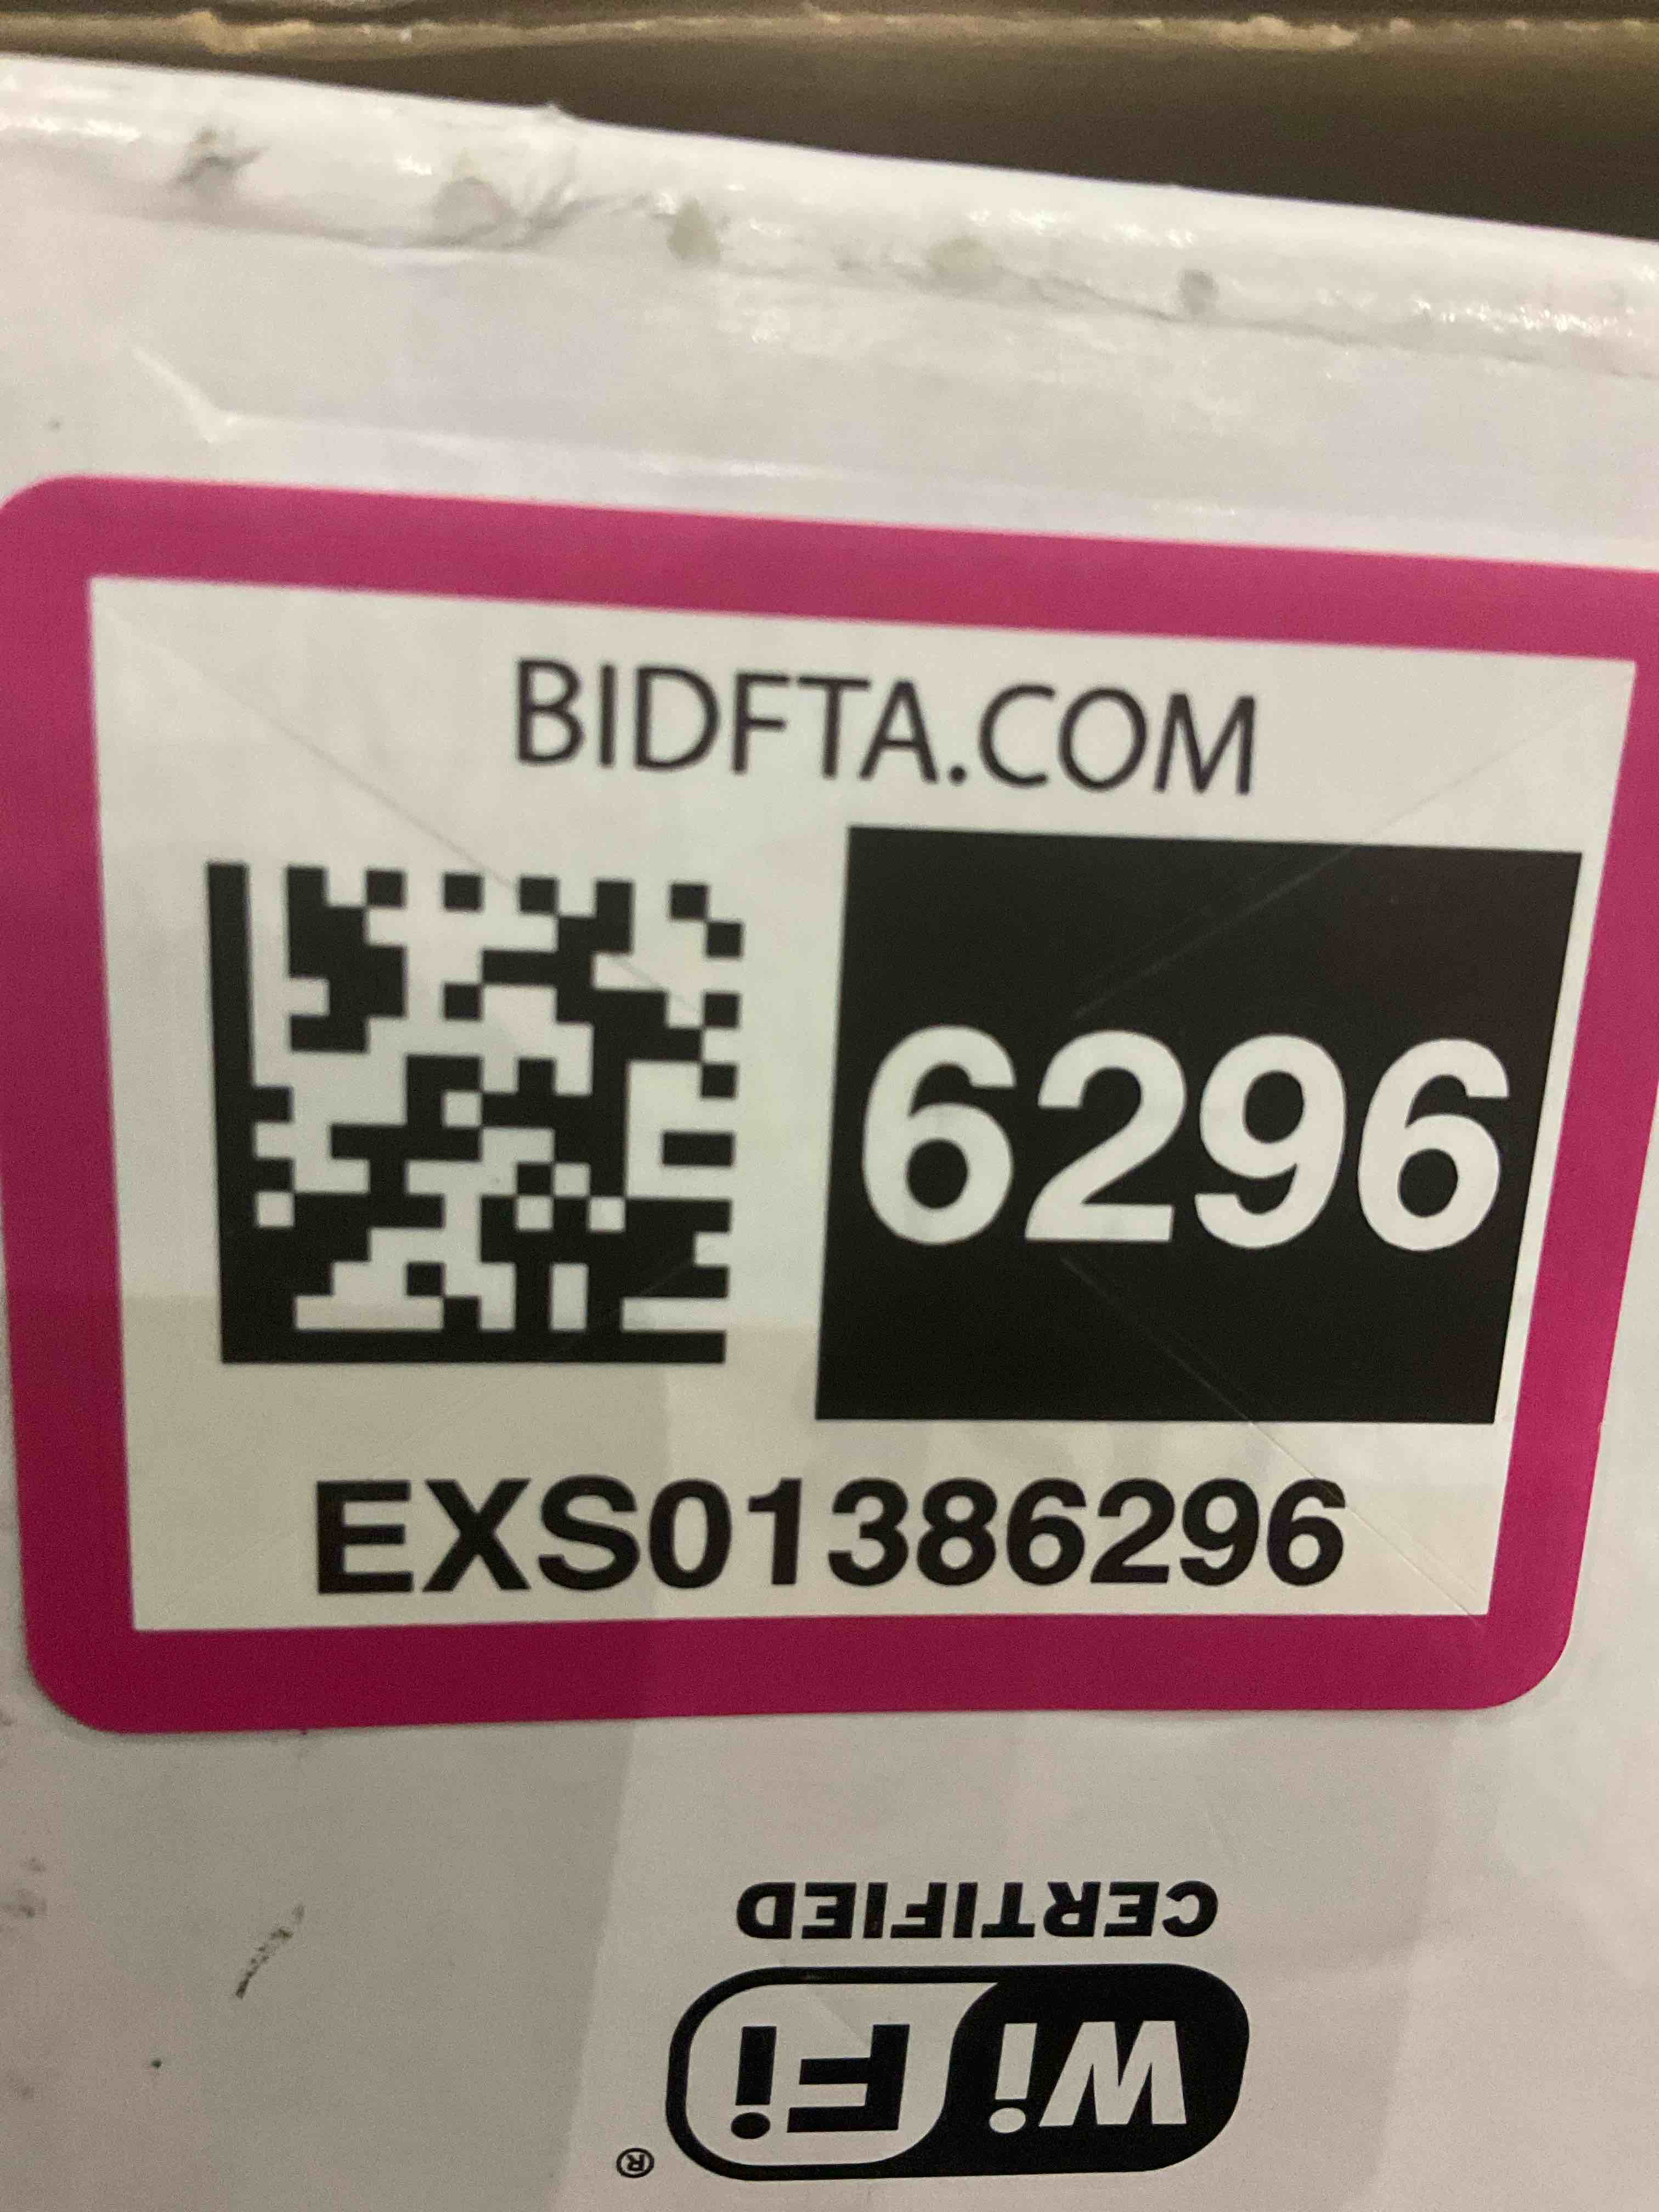 BIDFTA.COM
6296
EXS01386296
CERTIFIED
Wi Fi
®